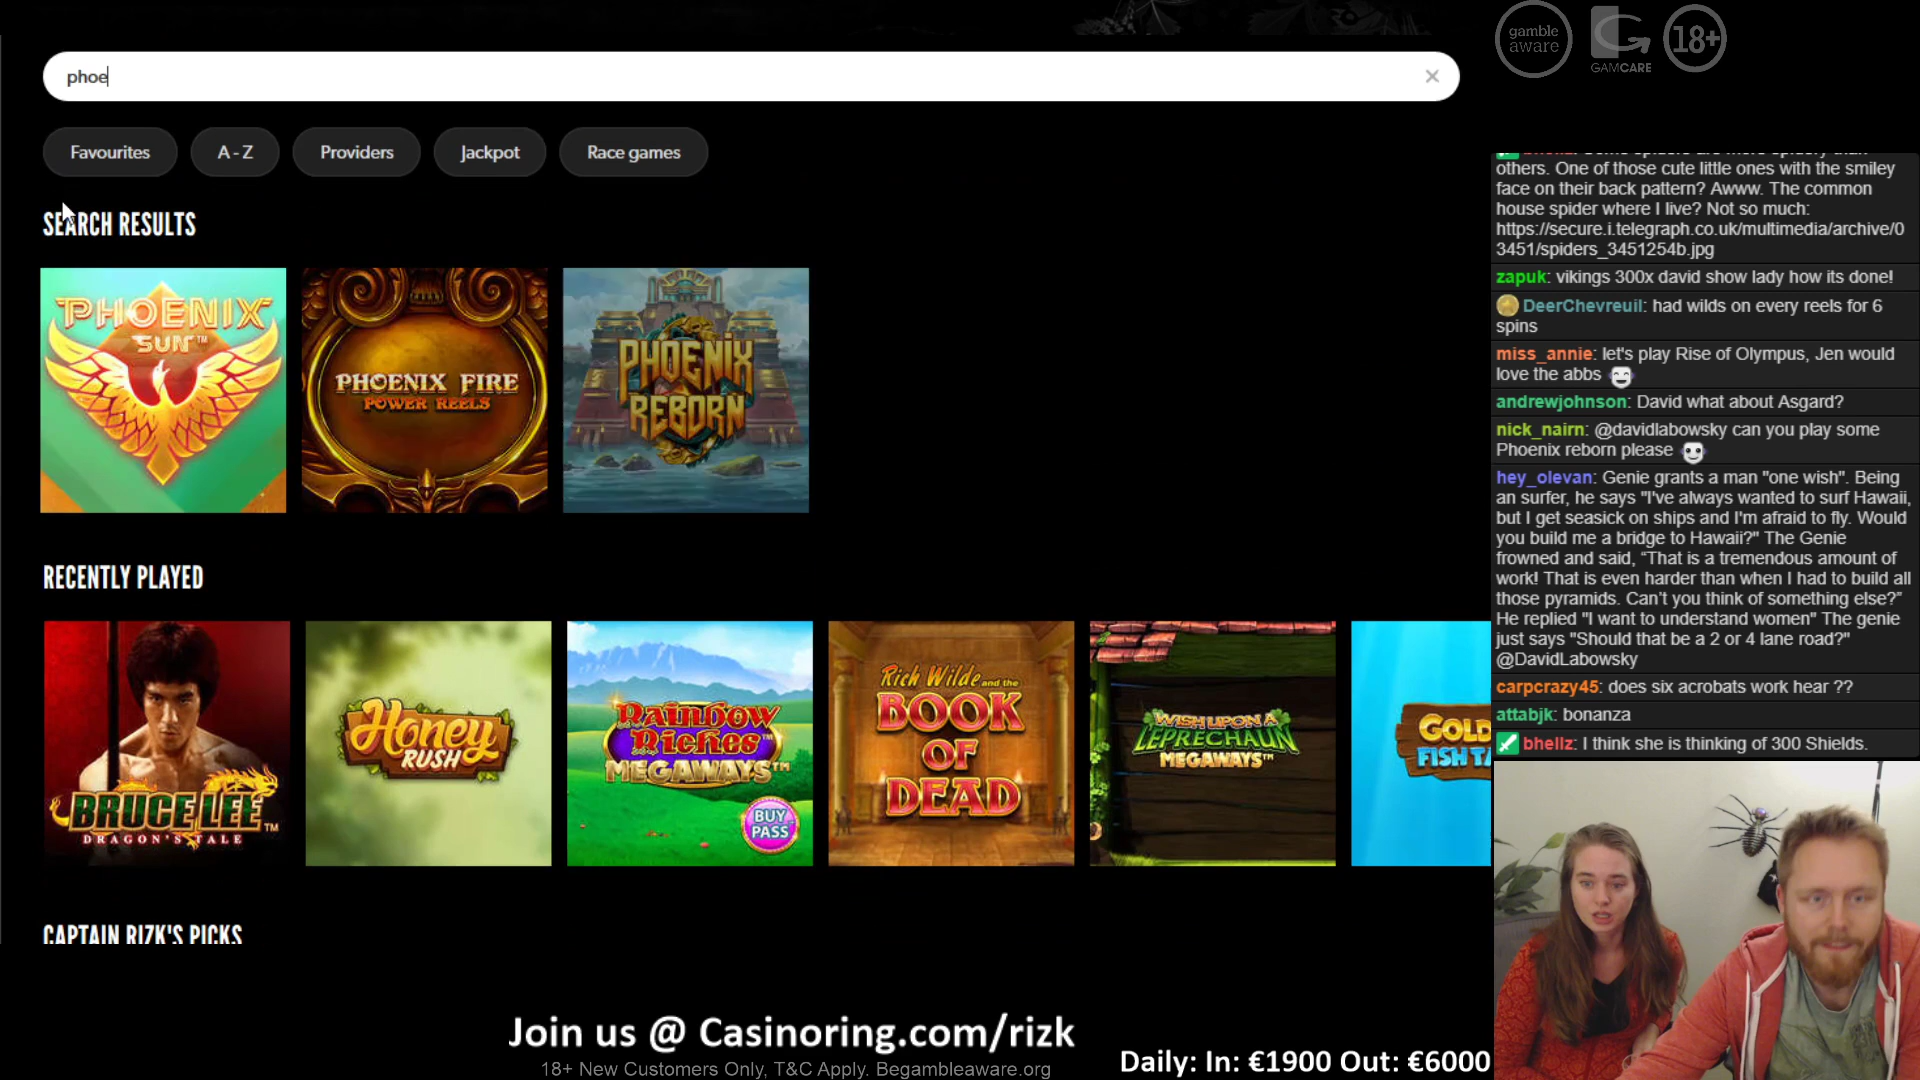 phoe
Favourites
A - Z
Providers
Jackpot
Race games
SEARCH RESULTS
PHOENIX
SUN™
PHOENIX FIRE
POWER REELS
PHOENIX
REBORN
RECENTLY PLAYED
BRUCE LEE™
DRAGON'S TALE
Honey
RUSH
Rainbow
Riches™
MEGAWAYS™
BUY
PASS
Rich Wilde and the
BOOK
OF
DEAD
WISH UPON A
LEPRECHAUN
MEGAWAYS™
GOLD
FISH TA
CAPTAIN RIZK'S PICKS
Join us @ Casinoring.com/rizk
18+ New Customers Only, T&C Apply. Begambleaware.org
Daily: In: €1900 Out: €6000
gamble
aware
GAMCARE
18+
others. One of those cute little ones with the smiley
face on their back pattern? Awww. The common
house spider where I live? Not so much:
https://secure.i.telegraph.co.uk/multimedia/archive/0
3451/spiders_3451254b.jpg
zapuk: vikings 300x david show lady how its done!
DeerChevreuil: had wilds on every reels for 6
spins
miss_annie: let's play Rise of Olympus, Jen would
love the abbs
andrewjohnson: David what about Asgard?
nick_nairn: @davidlabowsky can you play some
Phoenix reborn please
hey_olevan: Genie grants a man "one wish". Being
an surfer, he says "I've always wanted to surf Hawaii,
but I get seasick on ships and I'm afraid to fly. Would
you build me a bridge to Hawaii?" The Genie
frowned and said, “That is a tremendous amount of
work! That is even harder than when I had to build all
those pyramids. Can't you think of something else?”
He replied "I want to understand women" The genie
just says "Should that be a 2 or 4 lane road?"
@DavidLabowsky
carpcrazy45: does six acrobats work hear ??
attabjk: bonanza
bhellz: I think she is thinking of 300 Shields.